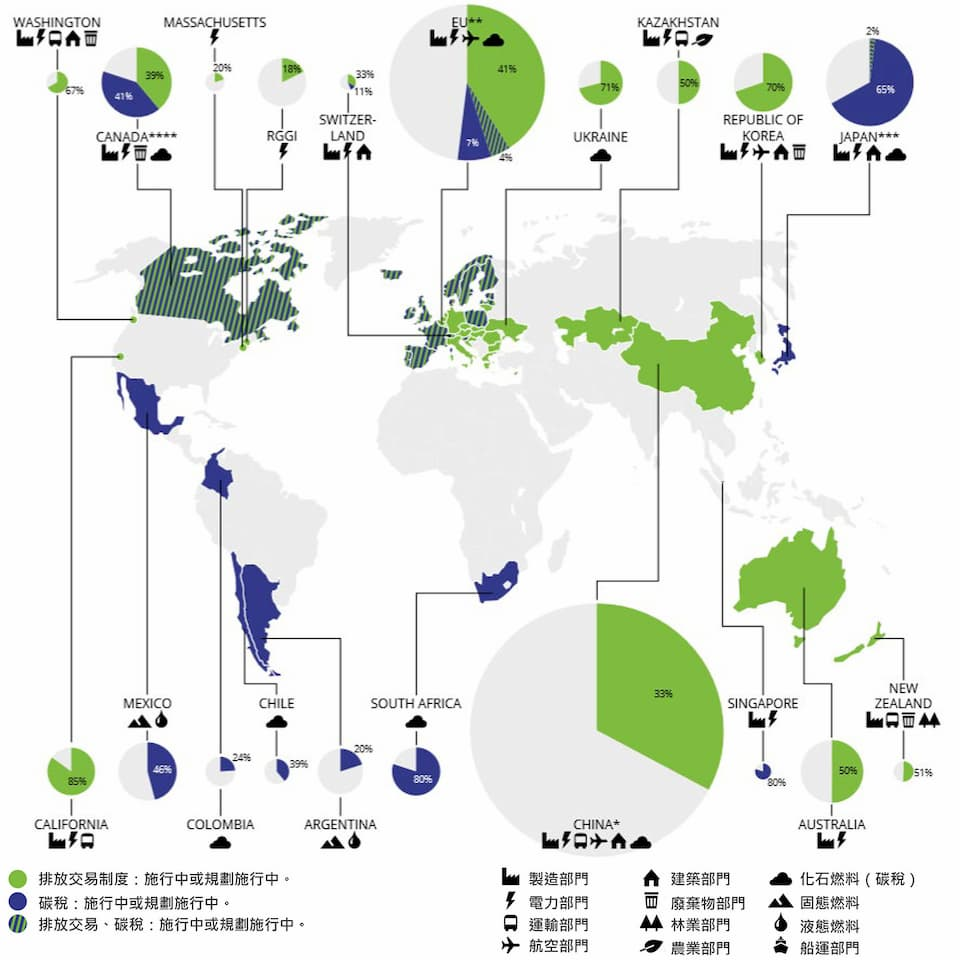 WASHINGTON
MASSACHUSETTS
EU**
KAZAKHSTAN
67%
39%
41%
20%
18%
33%
11%
41%
7%
4%
71%
50%
70%
2%
65%
CANADA****
RGGI
SWITZER-
LAND
UKRAINE
REPUBLIC OF
KOREA
JAPAN***
MEXICO
CHILE
SOUTH AFRICA
SINGAPORE
NEW
ZEALAND
85%
46%
24%
39%
20%
80%
33%
80%
50%
51%
CALIFORNIA
COLOMBIA
ARGENTINA
CHINA*
AUSTRALIA
排放交易制度：施行中或規劃施行中。
碳稅：施行中或規劃施行中。
排放交易、碳稅：施行中或規劃施行中。
製造部門
電力部門
運輸部門
航空部門
建築部門
廢棄物部門
林業部門
農業部門
化石燃料（碳稅）
固態燃料
液態燃料
船運部門